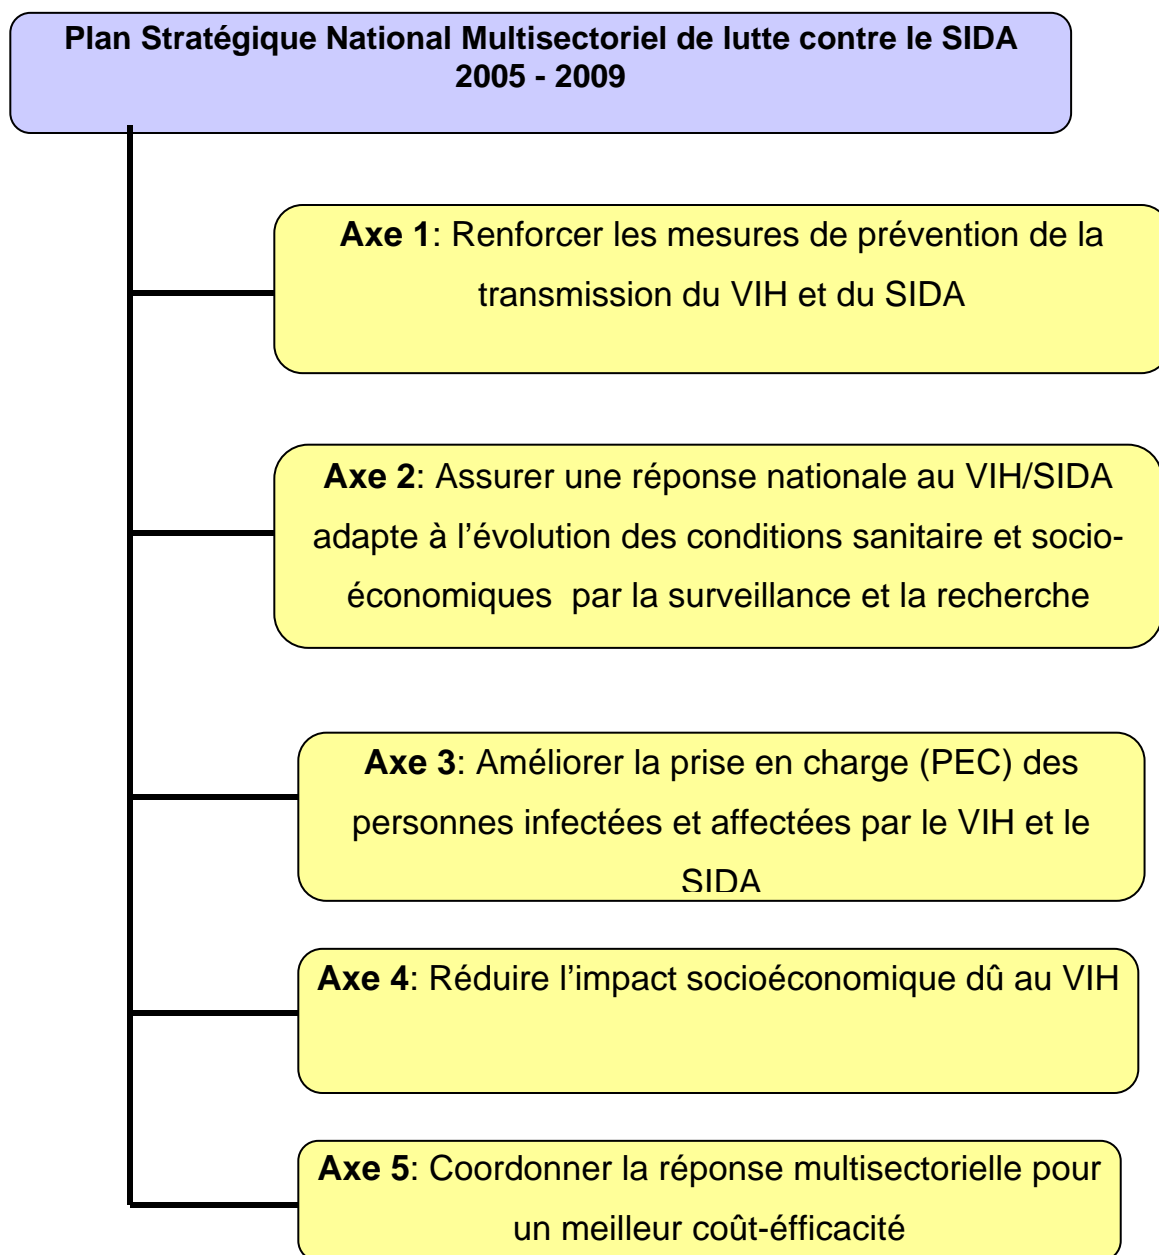 Plan Stratégique National Multisectoriel de lutte contre le SIDA
2005 - 2009
Axe 1: Renforcer les mesures de prévention de la
transmission du VIH et du SIDA
Axe 2: Assurer une réponse nationale au VIH/SIDA
adapte à l’évolution des conditions sanitaire et socio-
économiques par la surveillance et la recherche
Axe 3: Améliorer la prise en charge (PEC) des
personnes infectées et affectées par le VIH et le
SIDA
Axe 4: Réduire l’impact socioéconomique dû au VIH
Axe 5: Coordonner la réponse multisectorielle pour
un meilleur coût-éfficacité